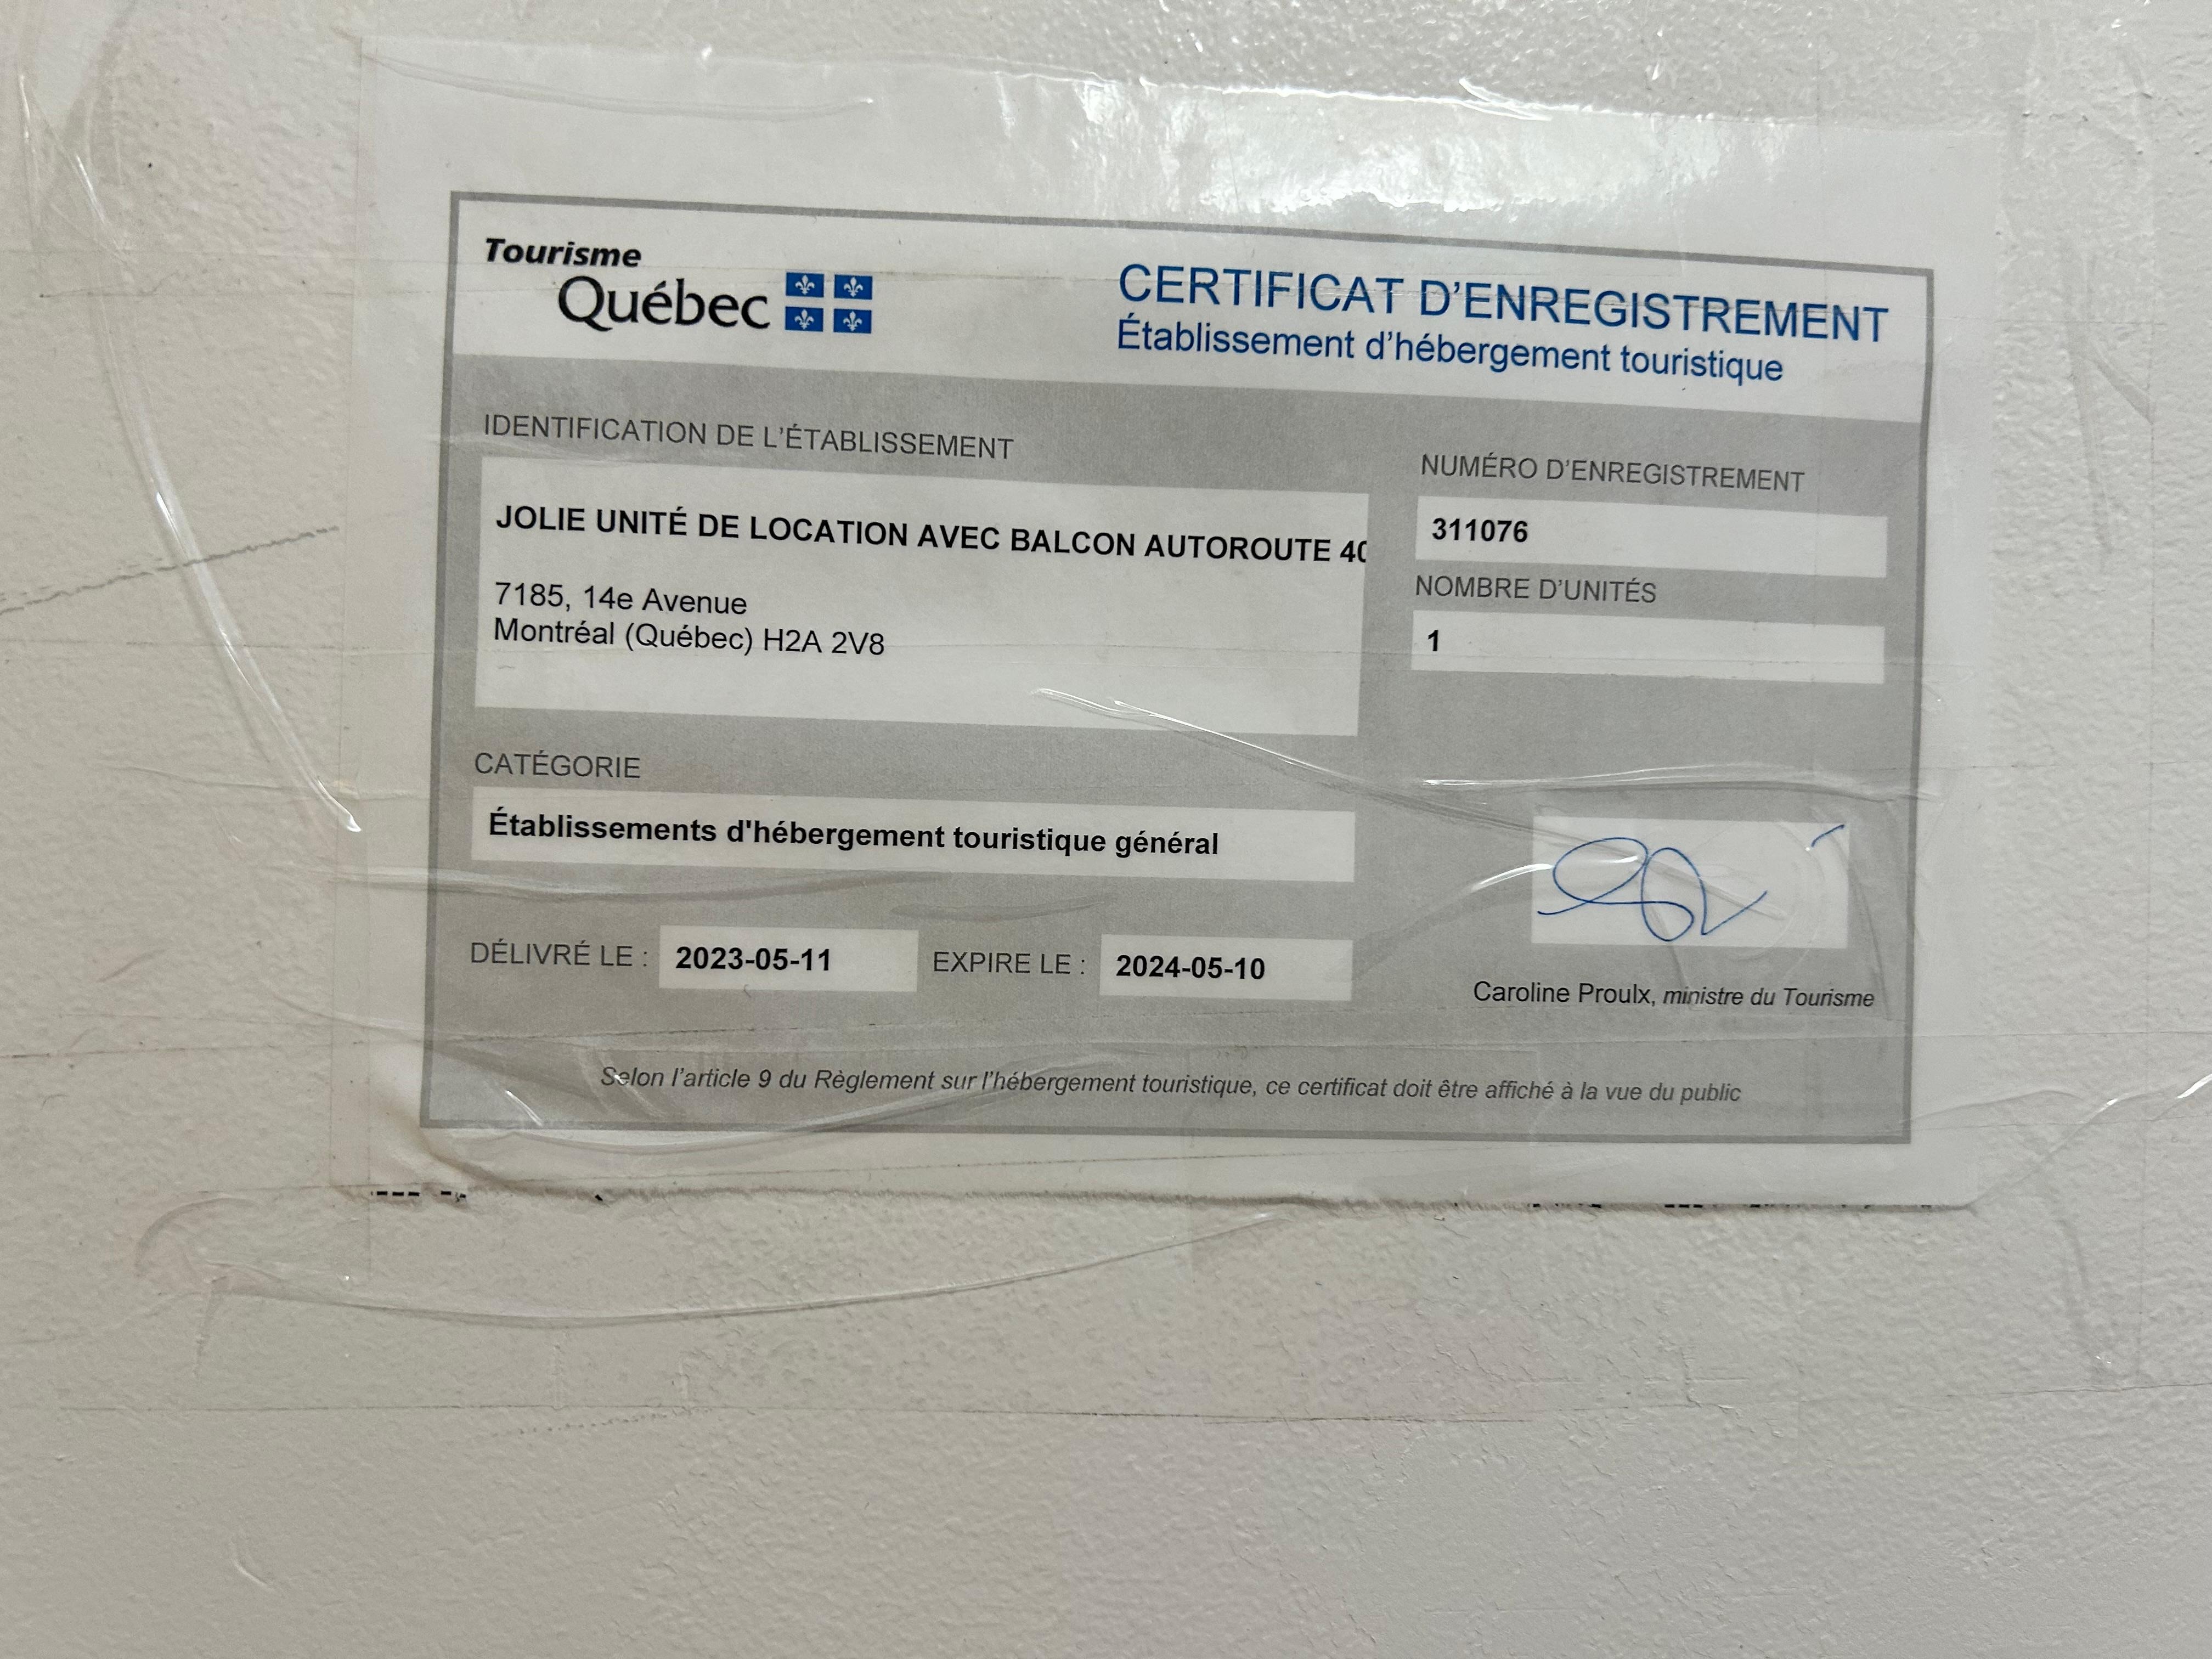 Tourisme
Québec
CERTIFICAT D'ENREGISTREMENT
Établissement d'hébergement touristique
IDENTIFICATION DE L'ÉTABLISSEMENT
JOLIE UNITÉ DE LOCATION AVEC BALCON AUTOROUTE 40
7185, 14e Avenue
Montréal (Québec) H2A 2V8
NUMÉRO D'ENREGISTREMENT
311076
NOMBRE D'UNITÉS
1
CATÉGORIE
Établissements d'hébergement touristique général
DÉLIVRÉ LE : 2023-05-11 EXPIRE LE : 2024-05-10
Caroline Proulx, ministre du Tourisme
Selon l'article 9 du Règlement sur l'hébergement touristique, ce certificat doit être affiché à la vue du public